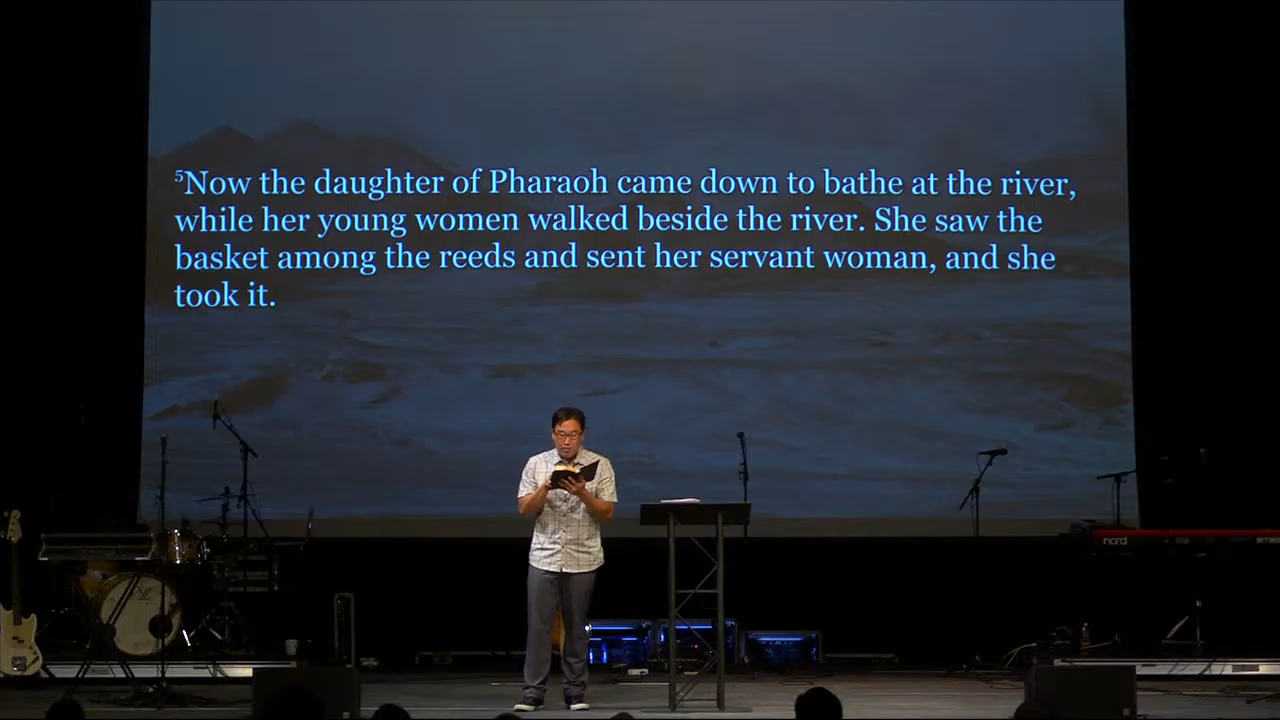 ⁵Now the daughter of Pharaoh came down to bathe at the river,
while her young women walked beside the river. She saw the
basket among the reeds and sent her servant woman, and she
took it.
nord